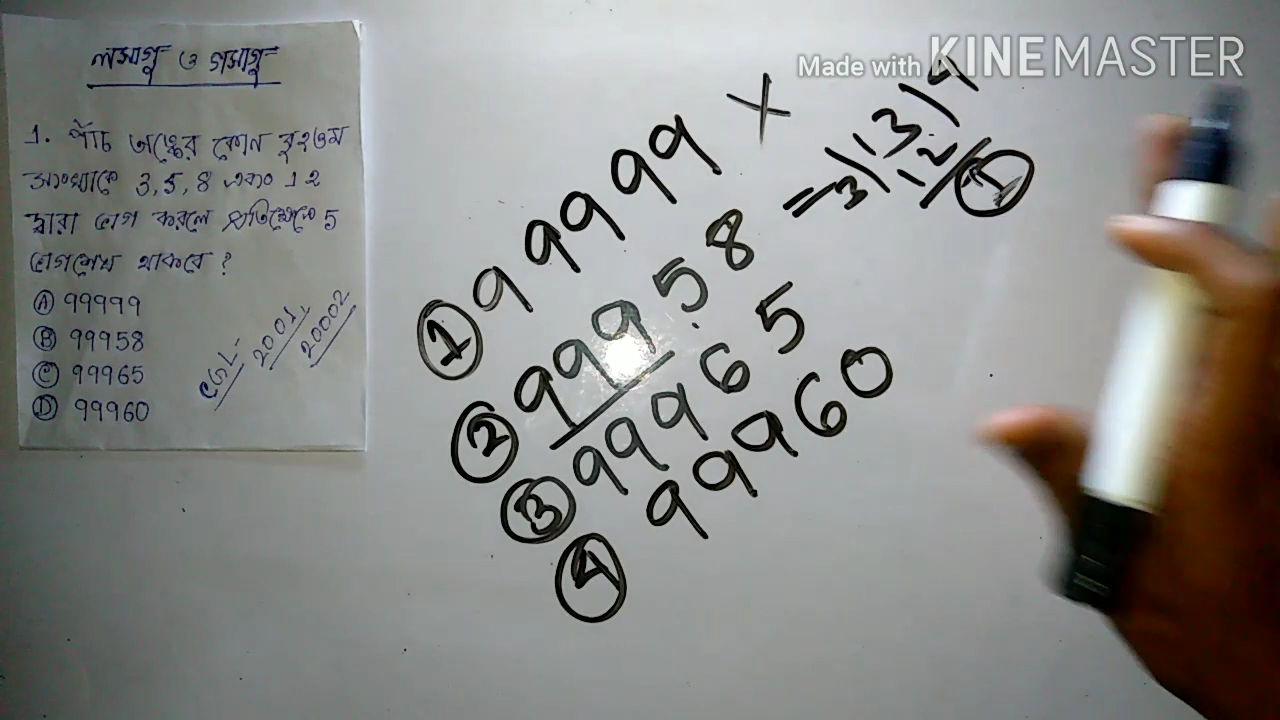 লসাগু ও গসাগু
1. পাঁচ অঙ্কের কোন বৃহত্তম
সংখ্যাকে 3, 5, 8 এবং 12
দ্বারা ভাগ করলে প্রতিক্ষেত্রে 5
ভাগশেষ থাকবে ?
Ⓐ 99999
Ⓑ 99958
Ⓒ 99965
Ⓓ 99960
2001,
20002
Made with KINEMASTER
① 99999 ×
② 99958
③ 99965
④ 99960